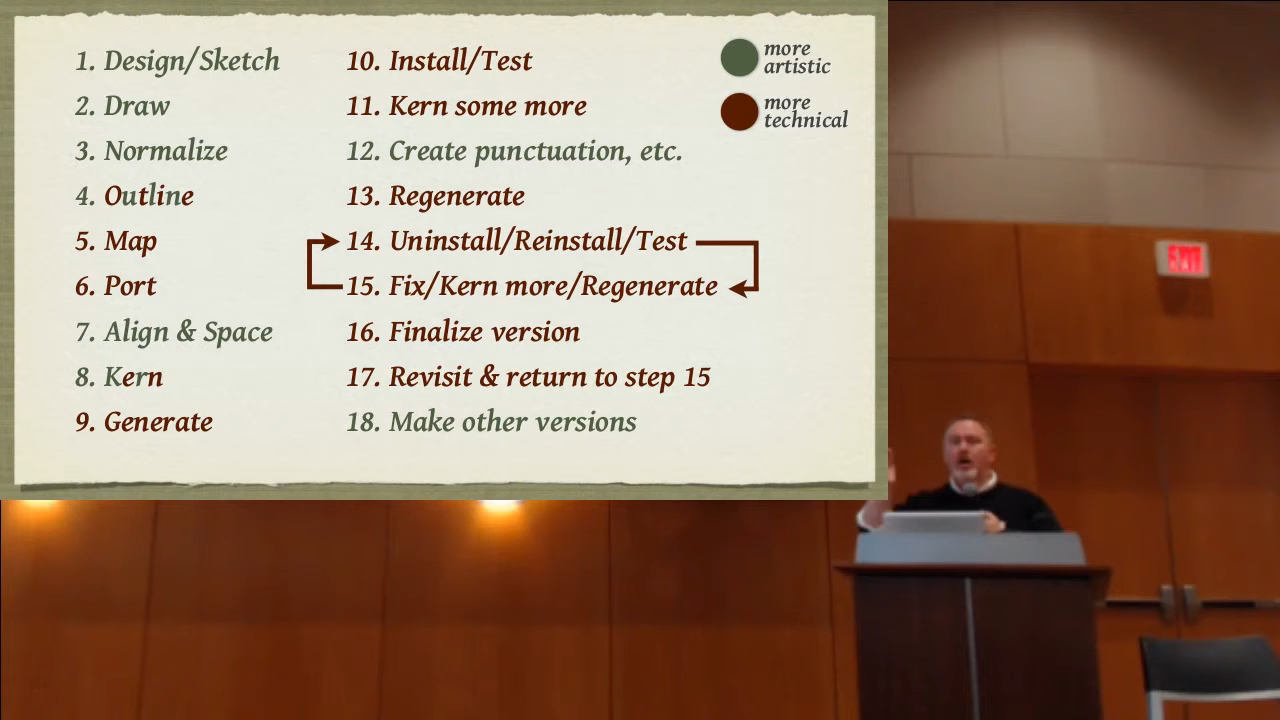 1. Design/Sketch
2. Draw
3. Normalize
4. Outline
5. Map
6. Port
7. Align & Space
8. Kern
9. Generate
10. Install/Test
11. Kern some more
12. Create punctuation, etc.
13. Regenerate
14. Uninstall/Reinstall/Test
15. Fix/Kern more/Regenerate
16. Finalize version
17. Revisit & return to step 15
18. Make other versions
more
artistic
more
technical
EXIT